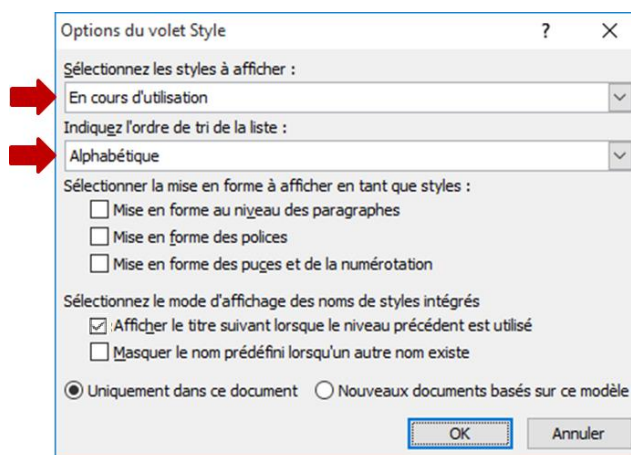 Options du volet Style
Sélectionnez les styles à afficher :
En cours d'utilisation
Indiquez l'ordre de tri de la liste :
Alphabétique
Sélectionner la mise en forme à afficher en tant que styles :
Mise en forme au niveau des paragraphes
Mise en forme des polices
Mise en forme des puces et de la numérotation
Sélectionnez le mode d'affichage des noms de styles intégrés
Afficher le titre suivant lorsque le niveau précédent est utilisé
Masquer le nom prédéfini lorsqu'un autre nom existe
Uniquement dans ce document Nouveaux documents basés sur ce modèle
OK Annuler